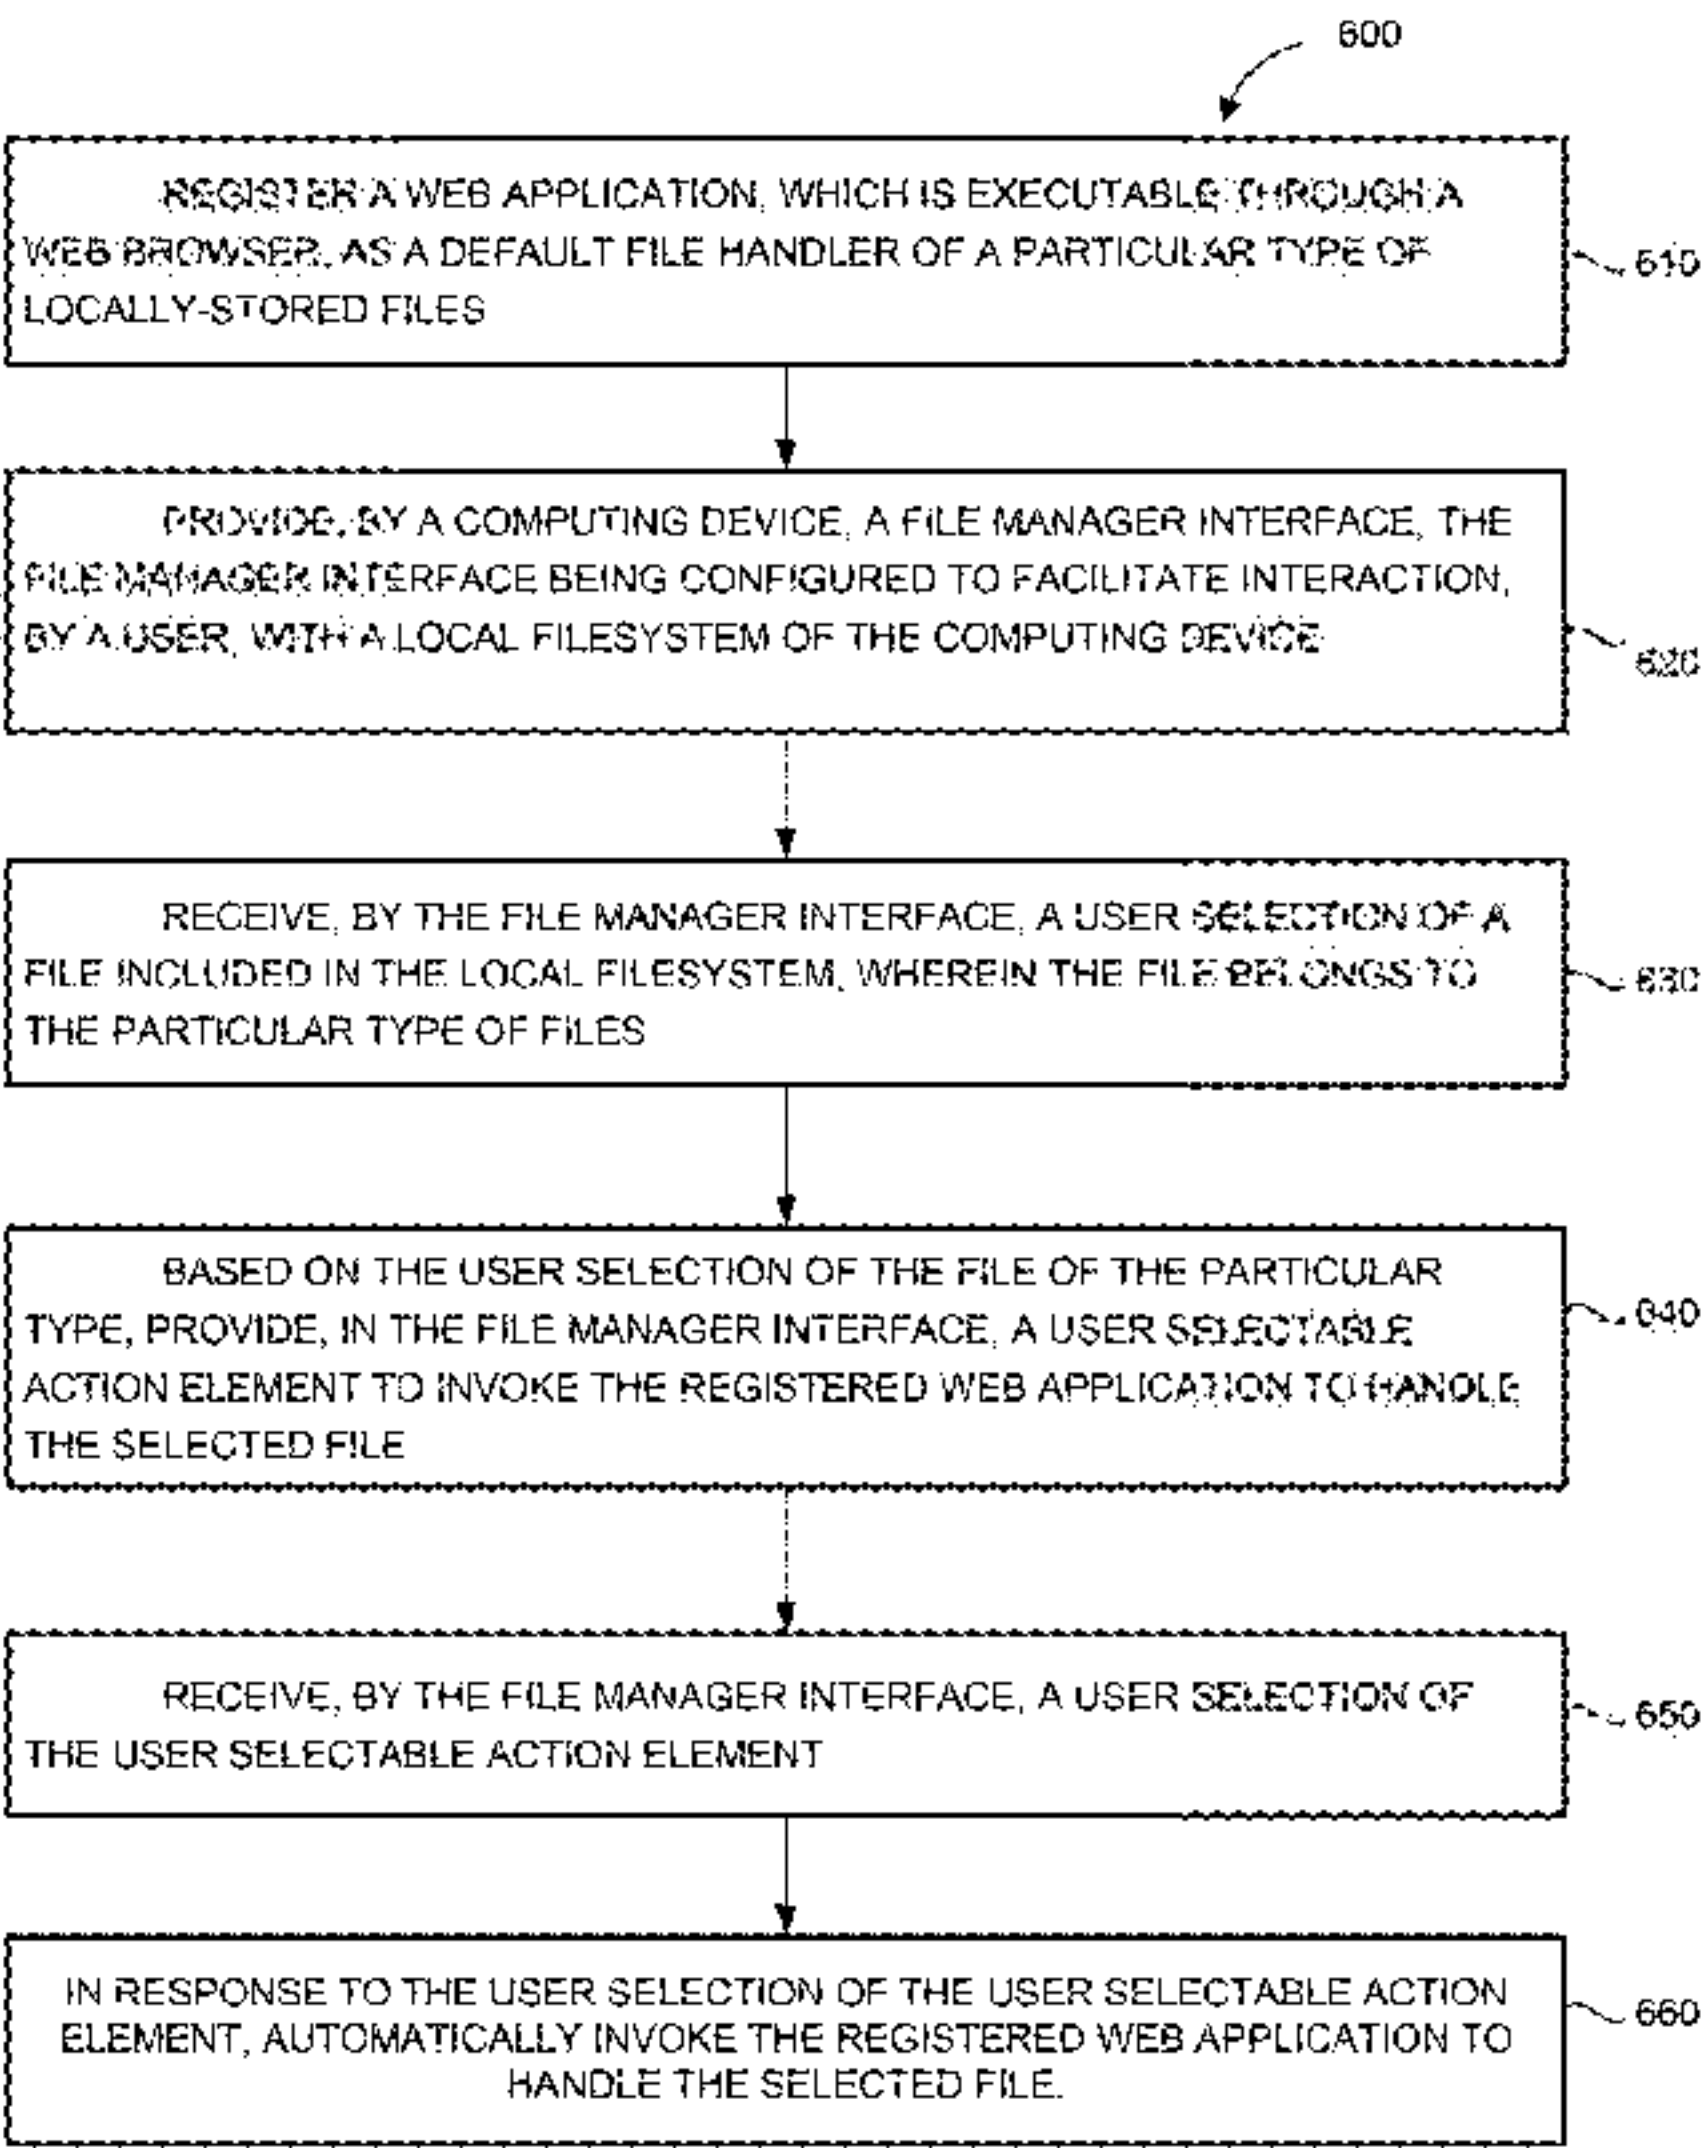 600
REGISTER A WEB APPLICATION, WHICH IS EXECUTABLE THROUGH A
WEB BROWSER, AS A DEFAULT FILE HANDLER OF A PARTICULAR TYPE OF
LOCALLY-STORED FILES
610
PROVIDE, BY A COMPUTING DEVICE, A FILE MANAGER INTERFACE, THE
FILE MANAGER INTERFACE BEING CONFIGURED TO FACILITATE INTERACTION,
BY A USER, WITH A LOCAL FILESYSTEM OF THE COMPUTING DEVICE
620
RECEIVE, BY THE FILE MANAGER INTERFACE, A USER SELECTION OF A
FILE INCLUDED IN THE LOCAL FILESYSTEM, WHEREIN THE FILE BELONGS TO
THE PARTICULAR TYPE OF FILES
630
BASED ON THE USER SELECTION OF THE FILE OF THE PARTICULAR
TYPE, PROVIDE, IN THE FILE MANAGER INTERFACE, A USER SELECTABLE
ACTION ELEMENT TO INVOKE THE REGISTERED WEB APPLICATION TO HANDLE
THE SELECTED FILE
640
RECEIVE, BY THE FILE MANAGER INTERFACE, A USER SELECTION OF
THE USER SELECTABLE ACTION ELEMENT
650
IN RESPONSE TO THE USER SELECTION OF THE USER SELECTABLE ACTION
ELEMENT, AUTOMATICALLY INVOKE THE REGISTERED WEB APPLICATION TO
HANDLE THE SELECTED FILE.
660